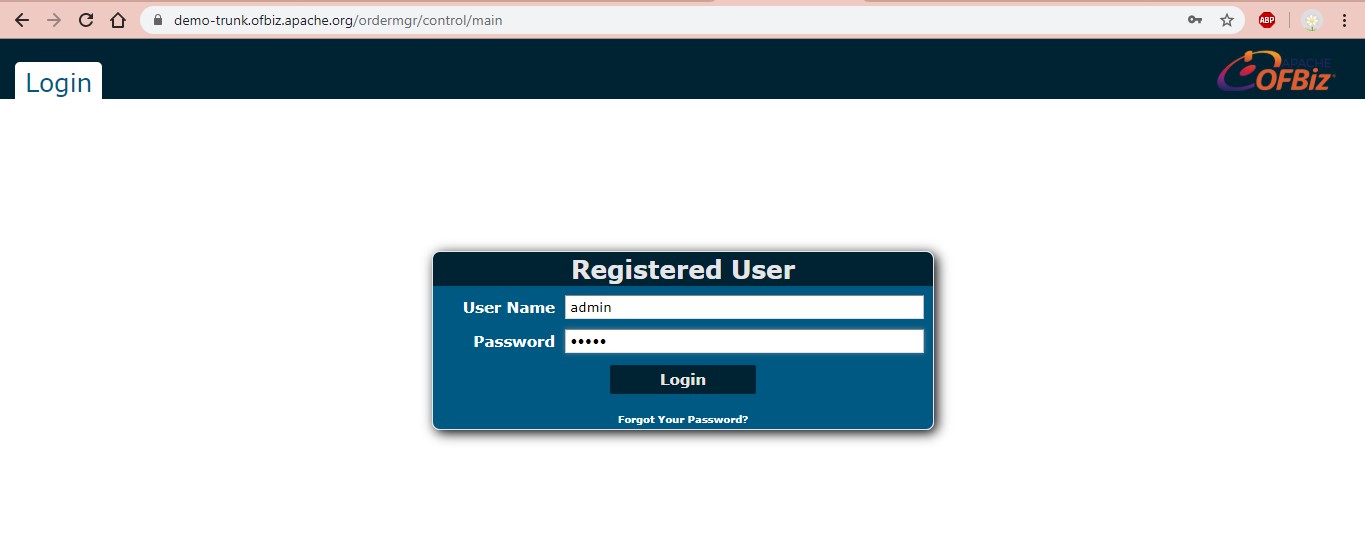 demo-trunk.ofbiz.apache.org/ordermgr/control/main
ABP
Login
APACHE
OFBiz
Registered User
User Name admin
Password •••••
Login
Forgot Your Password?